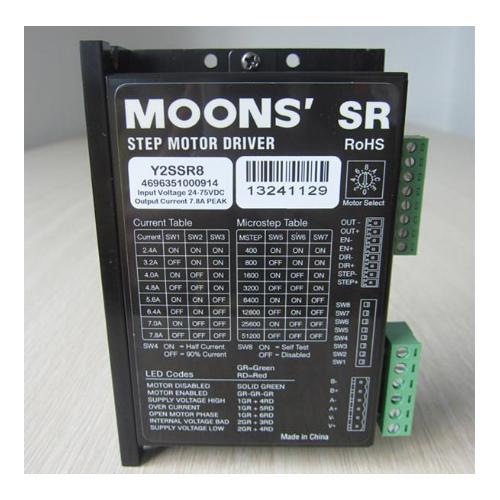 MOONS' SR
STEP MOTOR DRIVER RoHS
Y2SSR8
4696351000914
Input Voltage 24-75VDC
Output Current 7.8A PEAK
13241129
Motor Select
Current Table
Current SW1 SW2 SW3
2.4A ON ON ON
3.2A OFF ON ON
4.0A ON OFF ON
4.8A OFF OFF ON
5.6A ON ON OFF
6.4A OFF ON OFF
7.0A ON OFF OFF
7.8A OFF OFF OFF
SW4 ON = Half Current
OFF = 90% Current
Microstep Table
MSTEP SW5 SW6 SW7
400 ON ON ON
800 OFF ON ON
1600 ON OFF ON
3200 OFF OFF ON
6400 ON ON OFF
12800 OFF ON OFF
25600 ON OFF OFF
51200 OFF OFF OFF
SW8 ON = Self Test
OFF = Disabled
OUT -
OUT+
EN-
EN+
DIR-
DIR+
STEP-
STEP+
SW8
SW7
SW6
SW5
SW4
SW3
SW2
SW1
LED Codes
GR=Green
RD=Red
MOTOR DISABLED SOLID GREEN
MOTOR ENABLED GR-GR-GR
SUPPLY VOLTAGE HIGH 1GR + 4RD
OVER CURRENT 1GR + 5RD
OPEN MOTOR PHASE 1GR + 6RD
INTERNAL VOLTAGE BAD 2GR + 3RD
SUPPLY VOLTAGE LOW 2GR + 4RD
B-
B+
A-
A+
V-
V+
Made in China